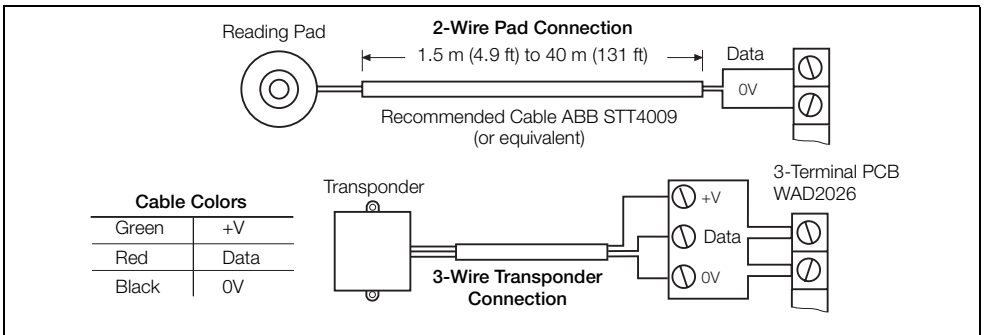 2-Wire Pad Connection
Reading Pad
1.5 m (4.9 ft) to 40 m (131 ft)
Data
0V
Recommended Cable ABB STT4009
(or equivalent)
3-Terminal PCB
WAD2026
Transponder
Cable Colors
Green +V
Red Data
Black 0V
+V
Data
0V
3-Wire Transponder
Connection